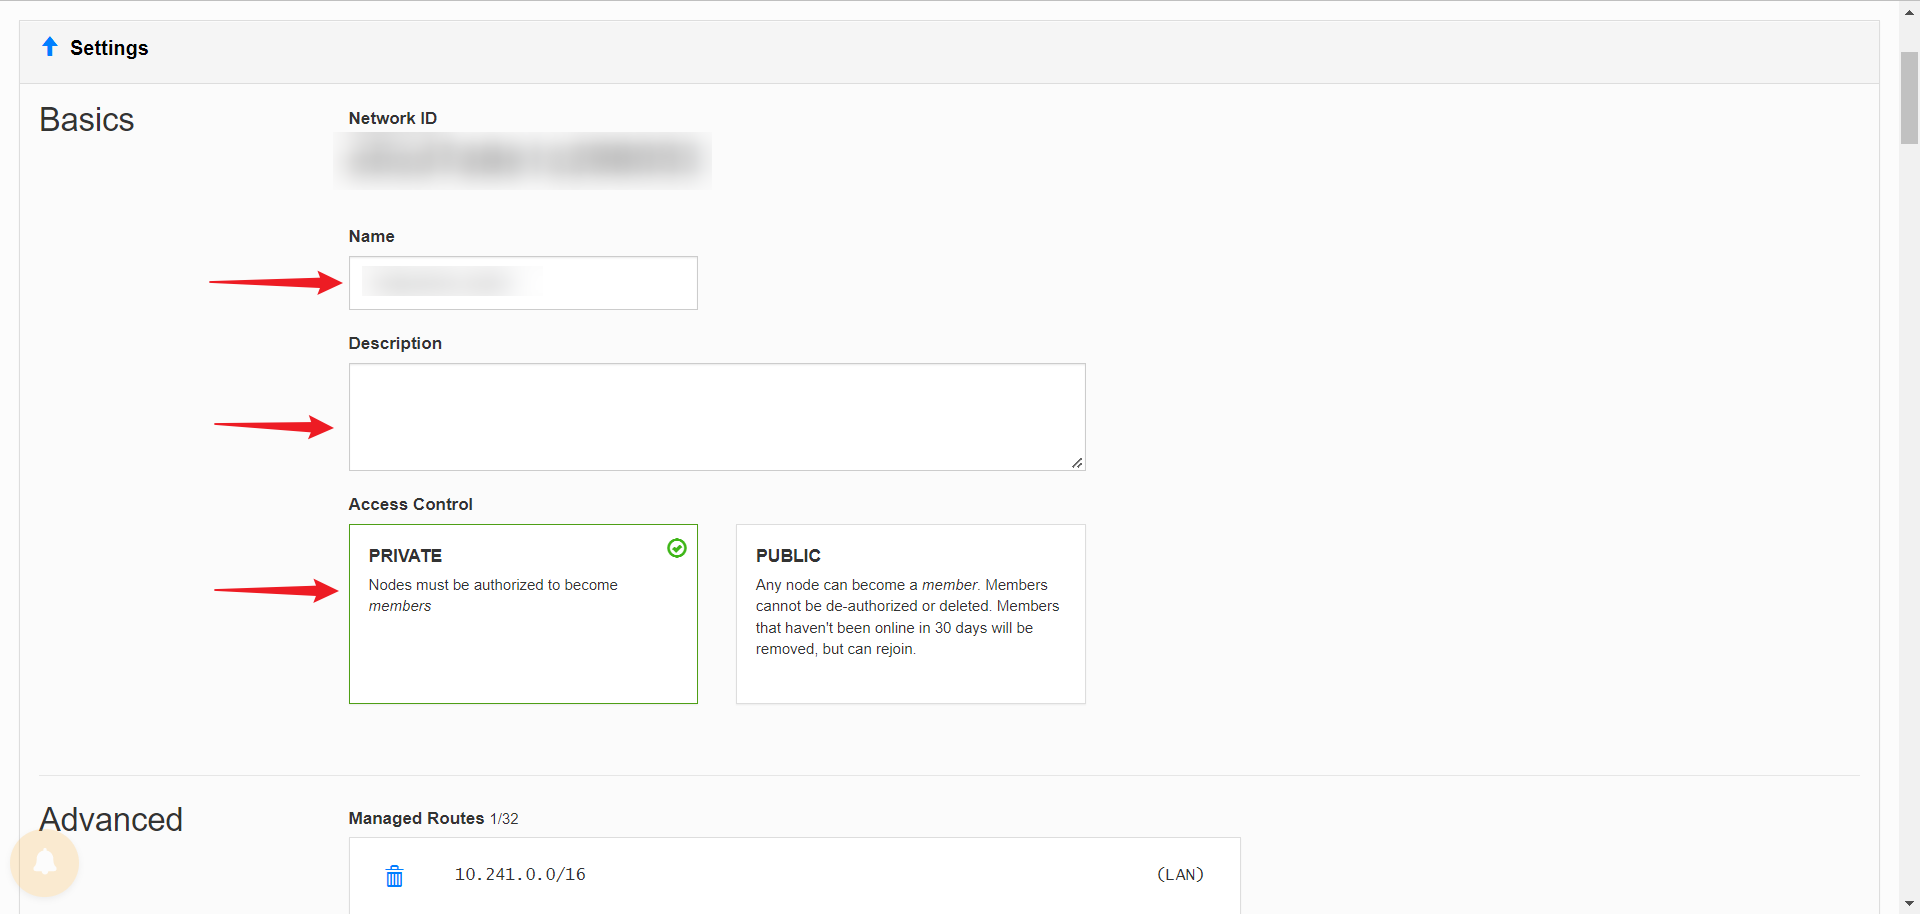 Settings
Basics
Network ID
Name
Description
Access Control
PRIVATE
Nodes must be authorized to become
members
PUBLIC
Any node can become a member. Members
cannot be de-authorized or deleted. Members
that haven't been online in 30 days will be
removed, but can rejoin.
Advanced
Managed Routes 1/32
10.241.0.0/16
(LAN)